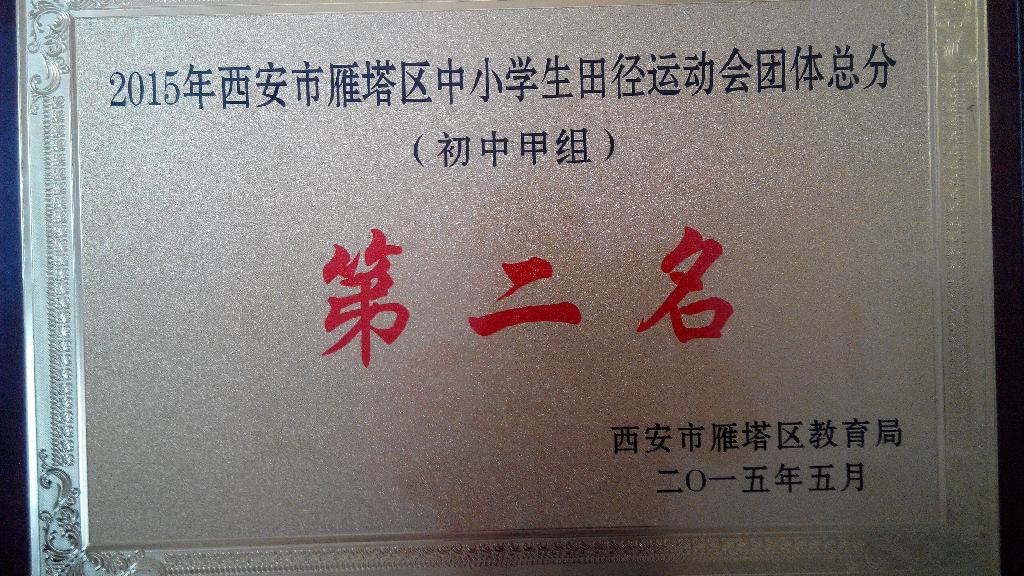 2015年西安市雁塔区中小学生田径运动会团体总分
（初中甲组）
第二名
西安市雁塔区教育局
二〇一五年五月